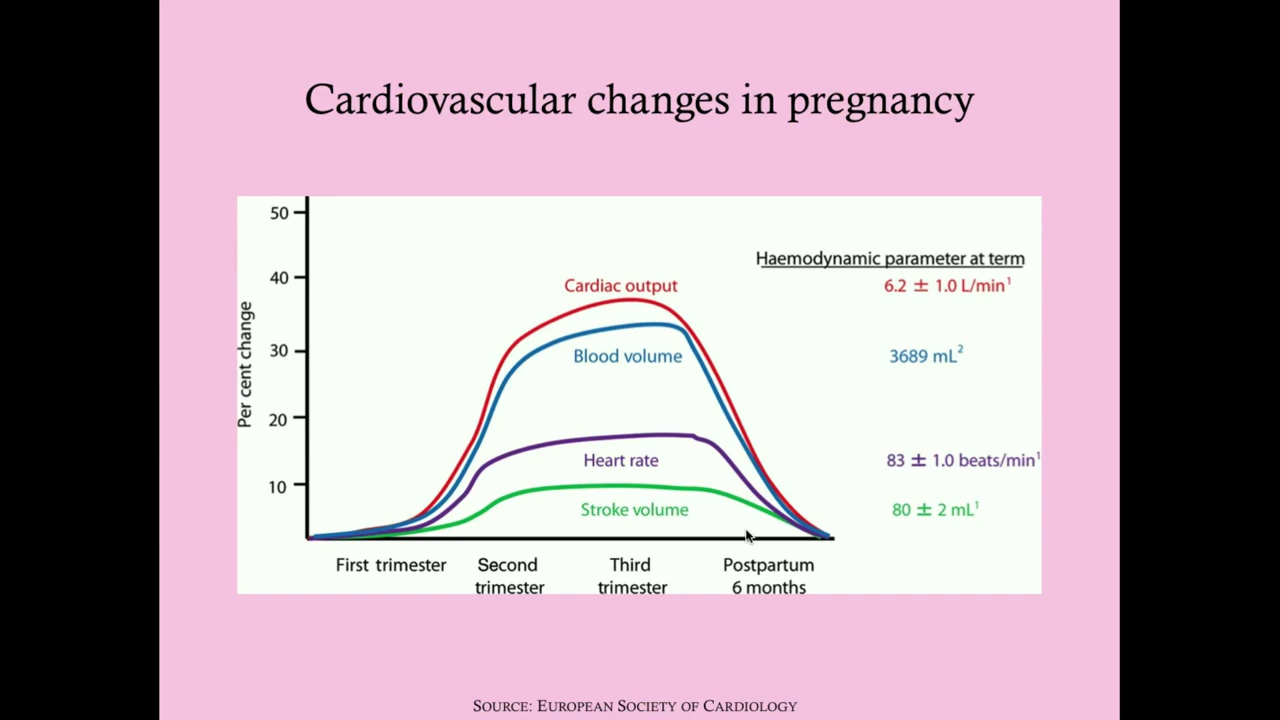 Cardiovascular changes in pregnancy
50
40
30
20
10
Per cent change
Haemodynamic parameter at term
Cardiac output
6.2 ± 1.0 L/min¹
Blood volume
3689 mL²
Heart rate
83 ± 1.0 beats/min¹
Stroke volume
80 ± 2 mL¹
First trimester
Second
trimester
Third
trimester
Postpartum
6 months
SOURCE: EUROPEAN SOCIETY OF CARDIOLOGY